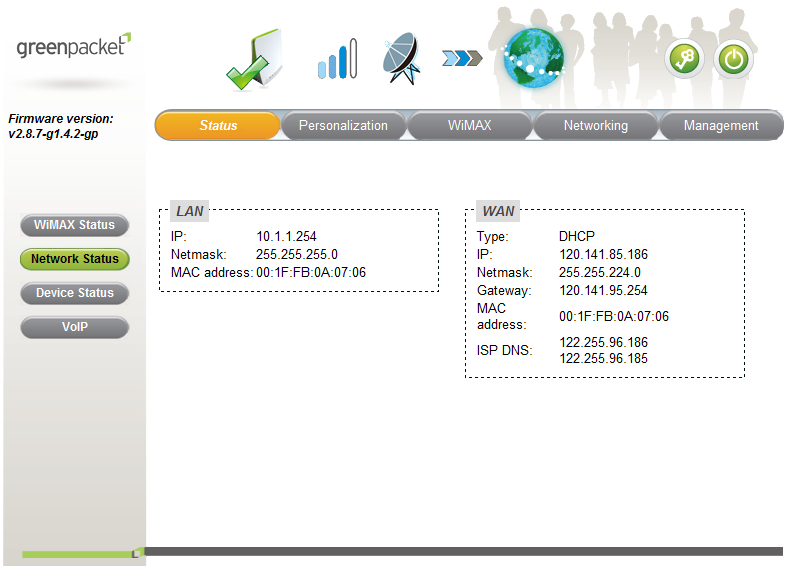 greenpacket
Firmware version:
v2.8.7-g1.4.2-gp
Status
Personalization
WiMAX
Networking
Management
WiMAX Status
Network Status
Device Status
VoIP
LAN
IP: 10.1.1.254
Netmask: 255.255.255.0
MAC address: 00:1F:FB:0A:07:06
WAN
Type: DHCP
IP: 120.141.85.186
Netmask: 255.255.224.0
Gateway: 120.141.95.254
MAC
address: 00:1F:FB:0A:07:06
ISP DNS: 122.255.96.186
122.255.96.185